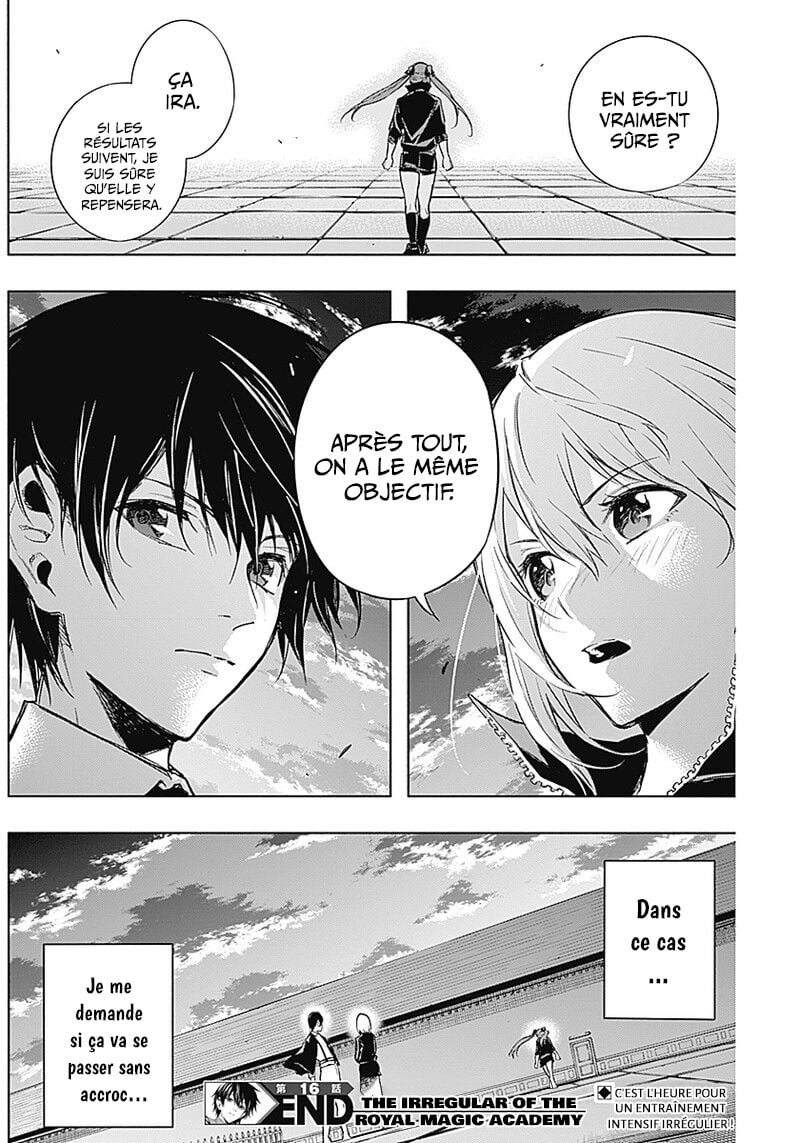 EN ES-TU
VRAIMENT
SÛRE ?
ÇA
IRA.
SI LES
RÉSULTATS
SUIVENT, JE
SUIS SÛRE
QU'ELLE Y
REPENSERA.
APRÈS TOUT,
ON A LE MÊME
OBJECTIF.
Dans
ce cas
...
Je me
demande
si ça va se
passer sans
accroc...
第16話
END
THE IRREGULAR OF THE
ROYAL MAGIC ACADEMY
C'EST L'HEURE POUR
UN ENTRAÎNEMENT
INTENSIF IRRÉGULIER !